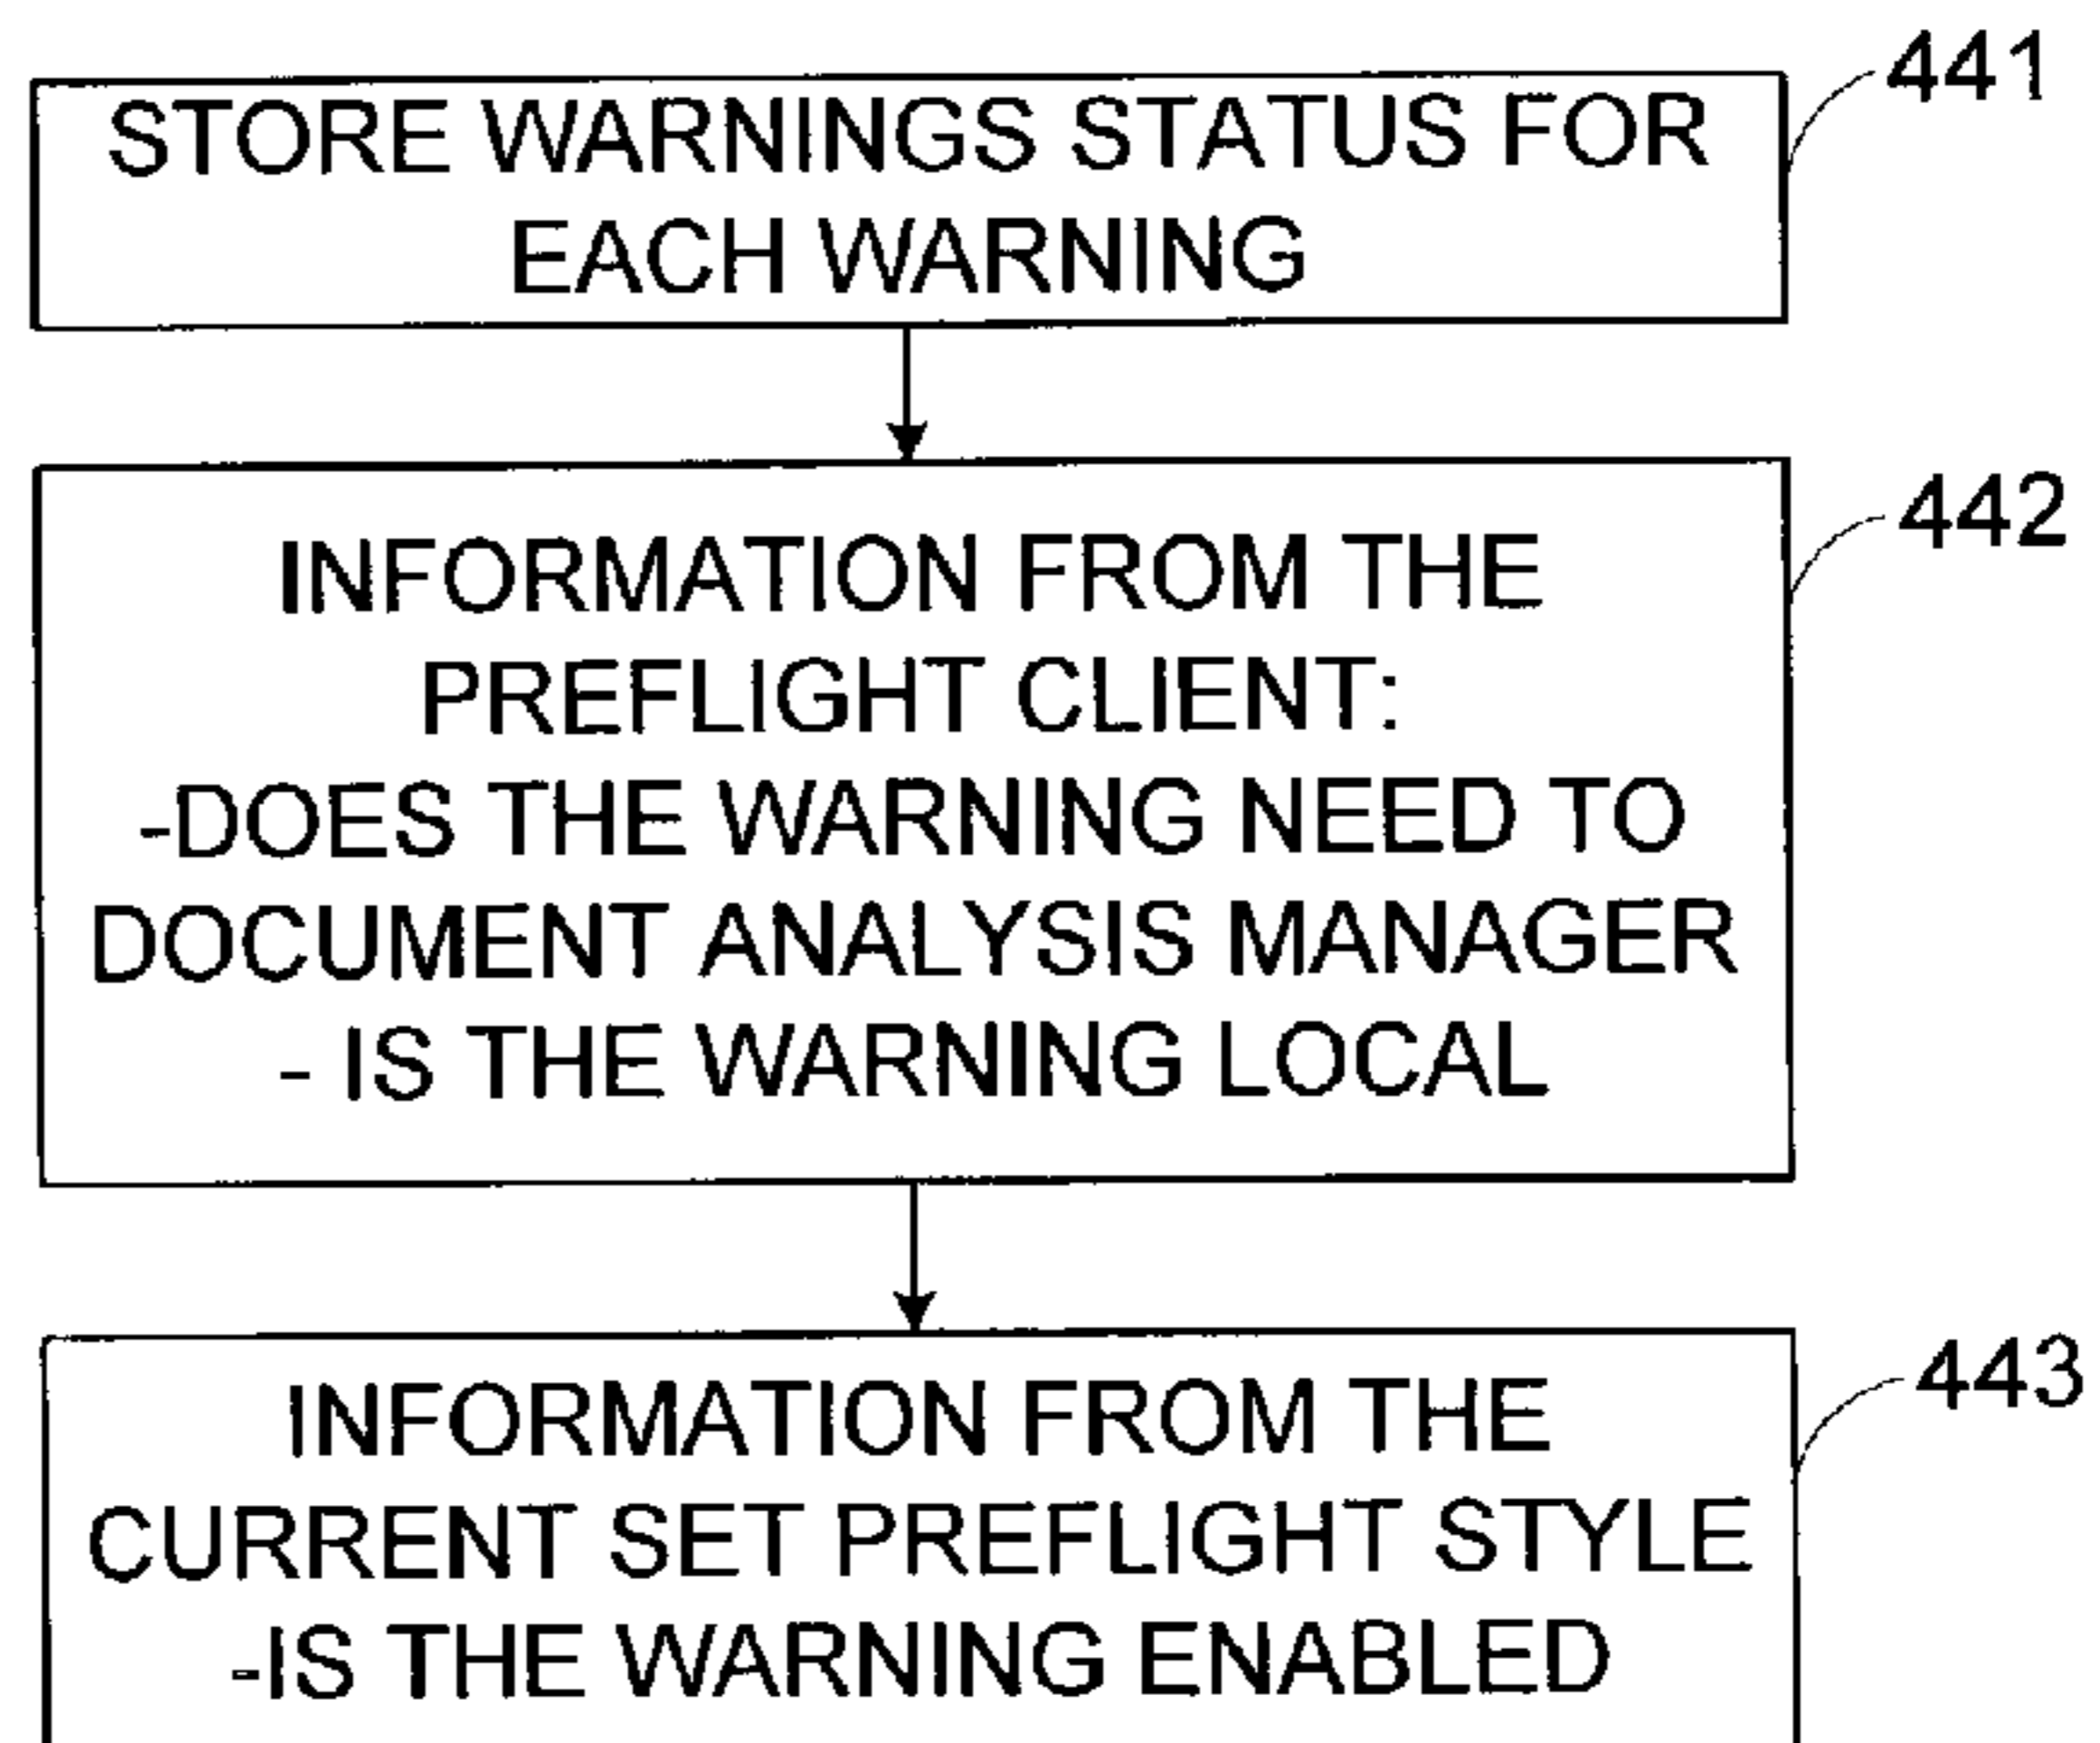 441
STORE WARNINGS STATUS FOR
EACH WARNING
442
INFORMATION FROM THE
PREFLIGHT CLIENT:
-DOES THE WARNING NEED TO
DOCUMENT ANALYSIS MANAGER
- IS THE WARNING LOCAL
443
INFORMATION FROM THE
CURRENT SET PREFLIGHT STYLE
-IS THE WARNING ENABLED